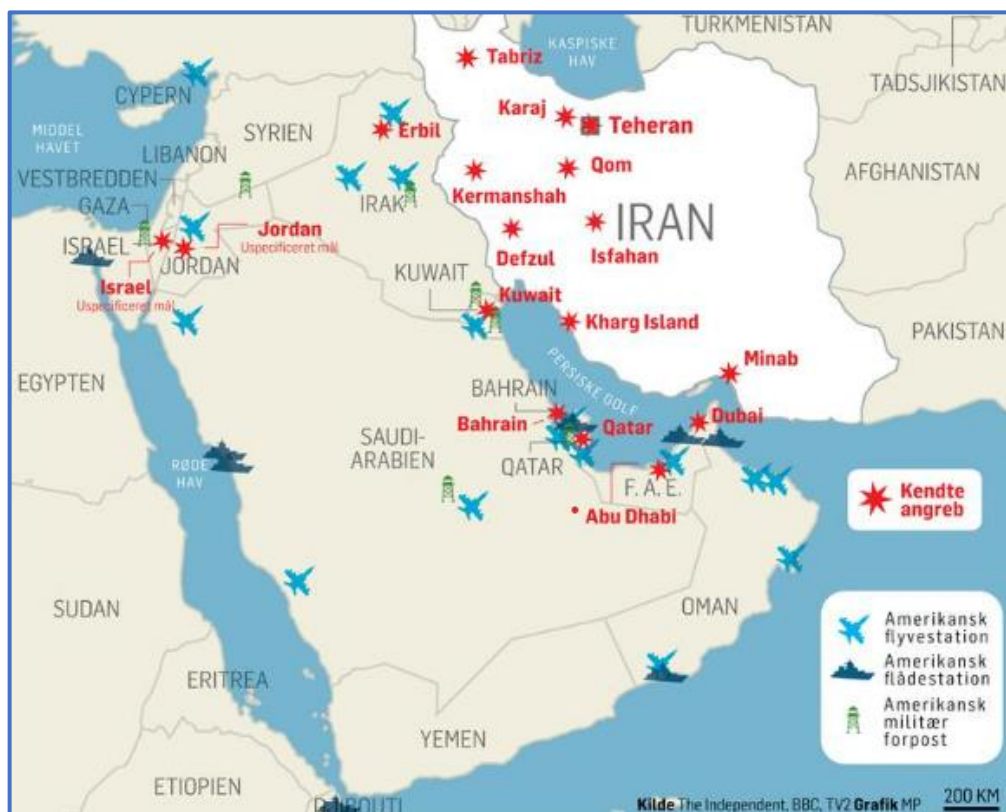 TURKMENISTAN
KASPISKE
HAV
TADSJIKISTAN
Tabriz
CYPERN
Karaj
Teheran
MIDDEL
HAVET
SYRIEN
Erbil
LIBANON
VESTBREDDEN
GAZA
Qom
AFGHANISTAN
Kermanshah
IRAK
IRAN
Jordan
Uspecificeret mål
ISRAEL
JORDAN
Defzul
Isfahan
Israel
Uspecificeret mål
KUWAIT
Kuwait
Kharg Island
PAKISTAN
EGYPTEN
Minab
PERSISKE GOLF
BAHRAIN
Bahrain
Dubai
Qatar
SAUDI-
ARABIEN
QATAR
RØDE
HAV
F. A. E.
Abu Dhabi
Kendte
angreb
SUDAN
OMAN
Amerikansk
flyvestation
Amerikansk
flådestation
Amerikansk
militær
forpost
ERITREA
YEMEN
ETIOPIEN
DJIBOUTI
Kilde The Independent, BBC, TV2 Grafik MP
200 KM